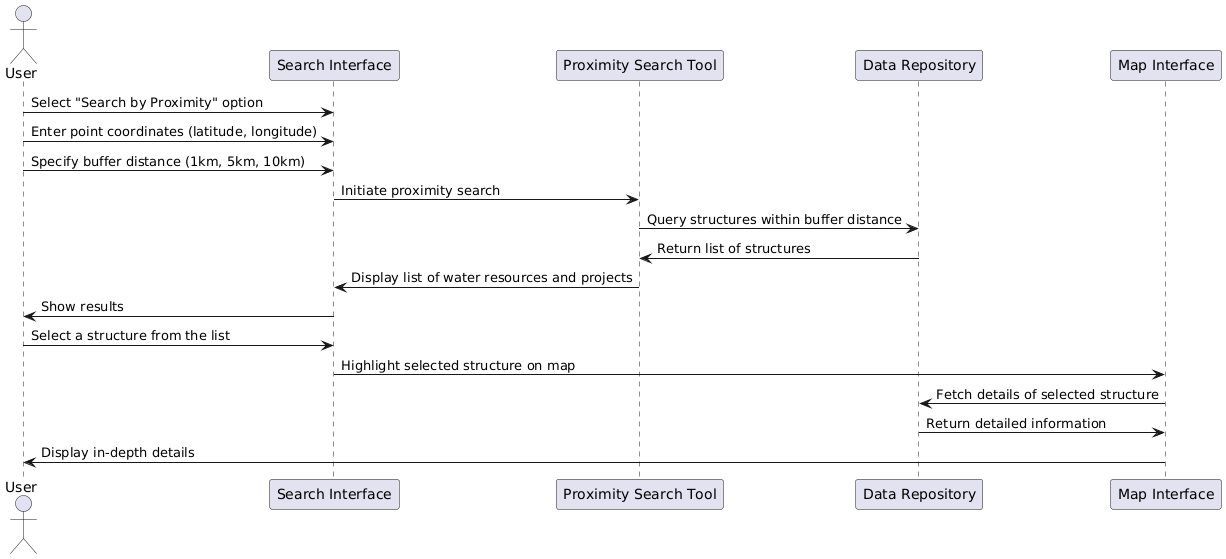 User
Search Interface
Proximity Search Tool
Data Repository
Map Interface
Select "Search by Proximity" option
Enter point coordinates (latitude, longitude)
Specify buffer distance (1km, 5km, 10km)
Initiate proximity search
Query structures within buffer distance
Return list of structures
Display list of water resources and projects
Show results
Select a structure from the list
Highlight selected structure on map
Fetch details of selected structure
Return detailed information
Display in-depth details
User
Search Interface
Proximity Search Tool
Data Repository
Map Interface